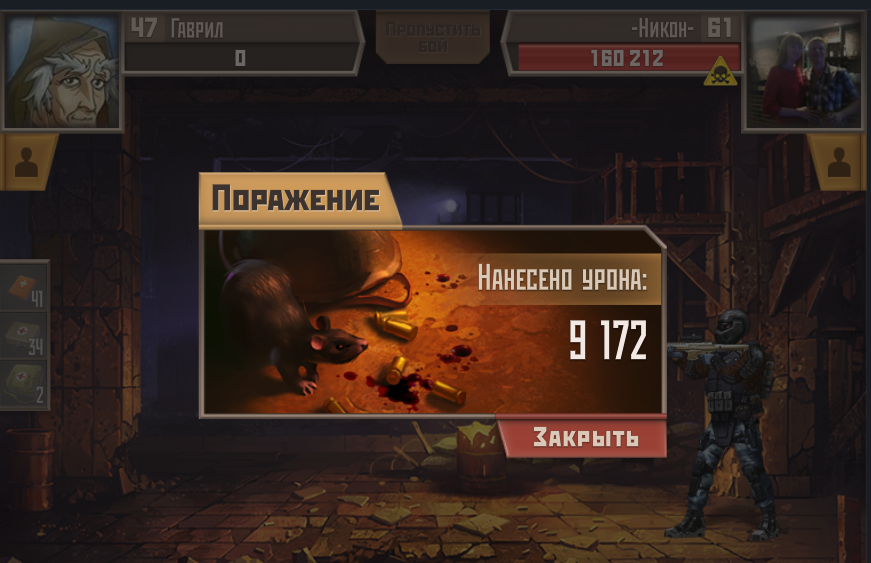 47 Гаврил
0
Пропустить
бой
-Никон- 61
160 212
Поражение
Нанесено урона:
9 172
41
34
2
Закрыть